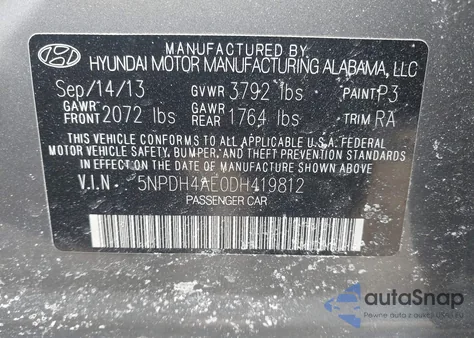 MANUFACTURED BY
HYUNDAI MOTOR MANUFACTURING ALABAMA, LLC
Sep/14/13 GVWR 3792 lbs PAINT P3
GAWR FRONT 2072 lbs GAWR REAR 1764 lbs TRIM RA
THIS VEHICLE CONFORMS TO ALL APPLICABLE U.S.A. FEDERAL
MOTOR VEHICLE SAFETY, BUMPER, AND THEFT PREVENTION STANDARDS
IN EFFECT ON THE DATE OF MANUFACTURE SHOWN ABOVE.
V.I.N. 5NPDH4AE0DH419812
PASSENGER CAR
autoSnap
Pewne auto z